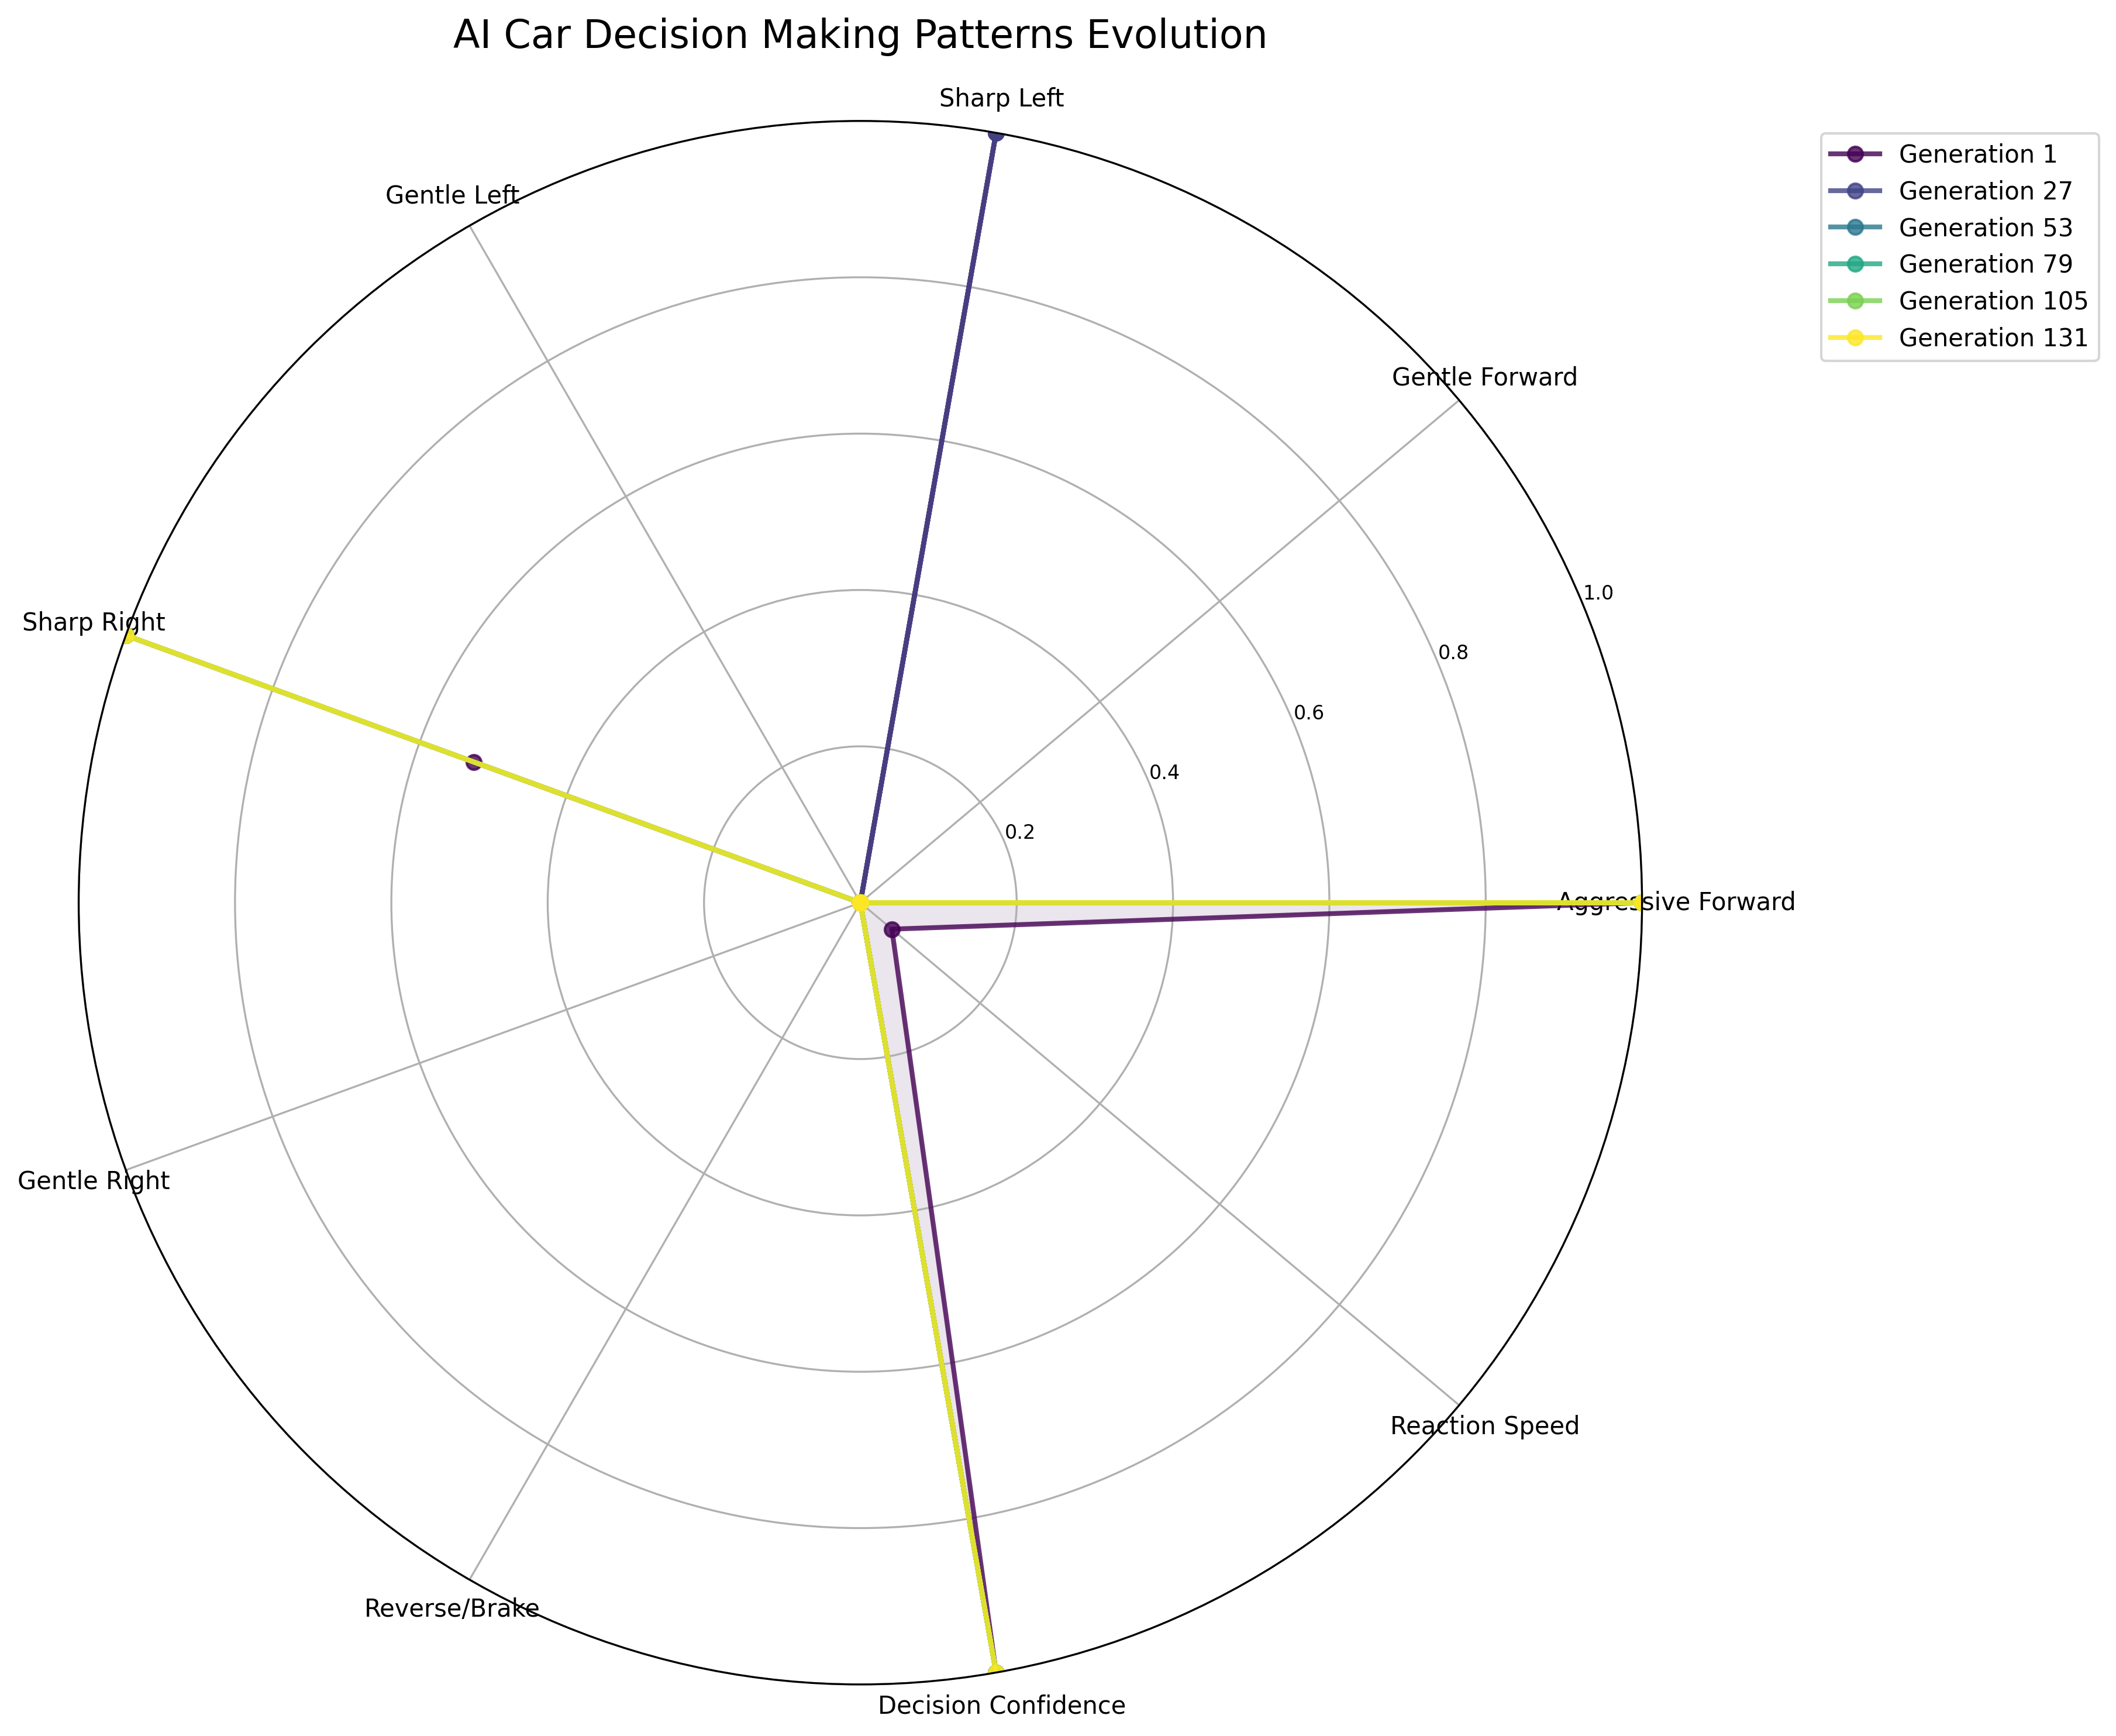 AI Car Decision Making Patterns Evolution
Sharp Left
Generation 1
Generation 27
Generation 53
Generation 79
Generation 105
Generation 131
Gentle Left
Gentle Forward
1.0
Sharp Right
0.8
0.6
0.4
0.2
Aggressive Forward
Gentle Right
Reaction Speed
Reverse/Brake
Decision Confidence